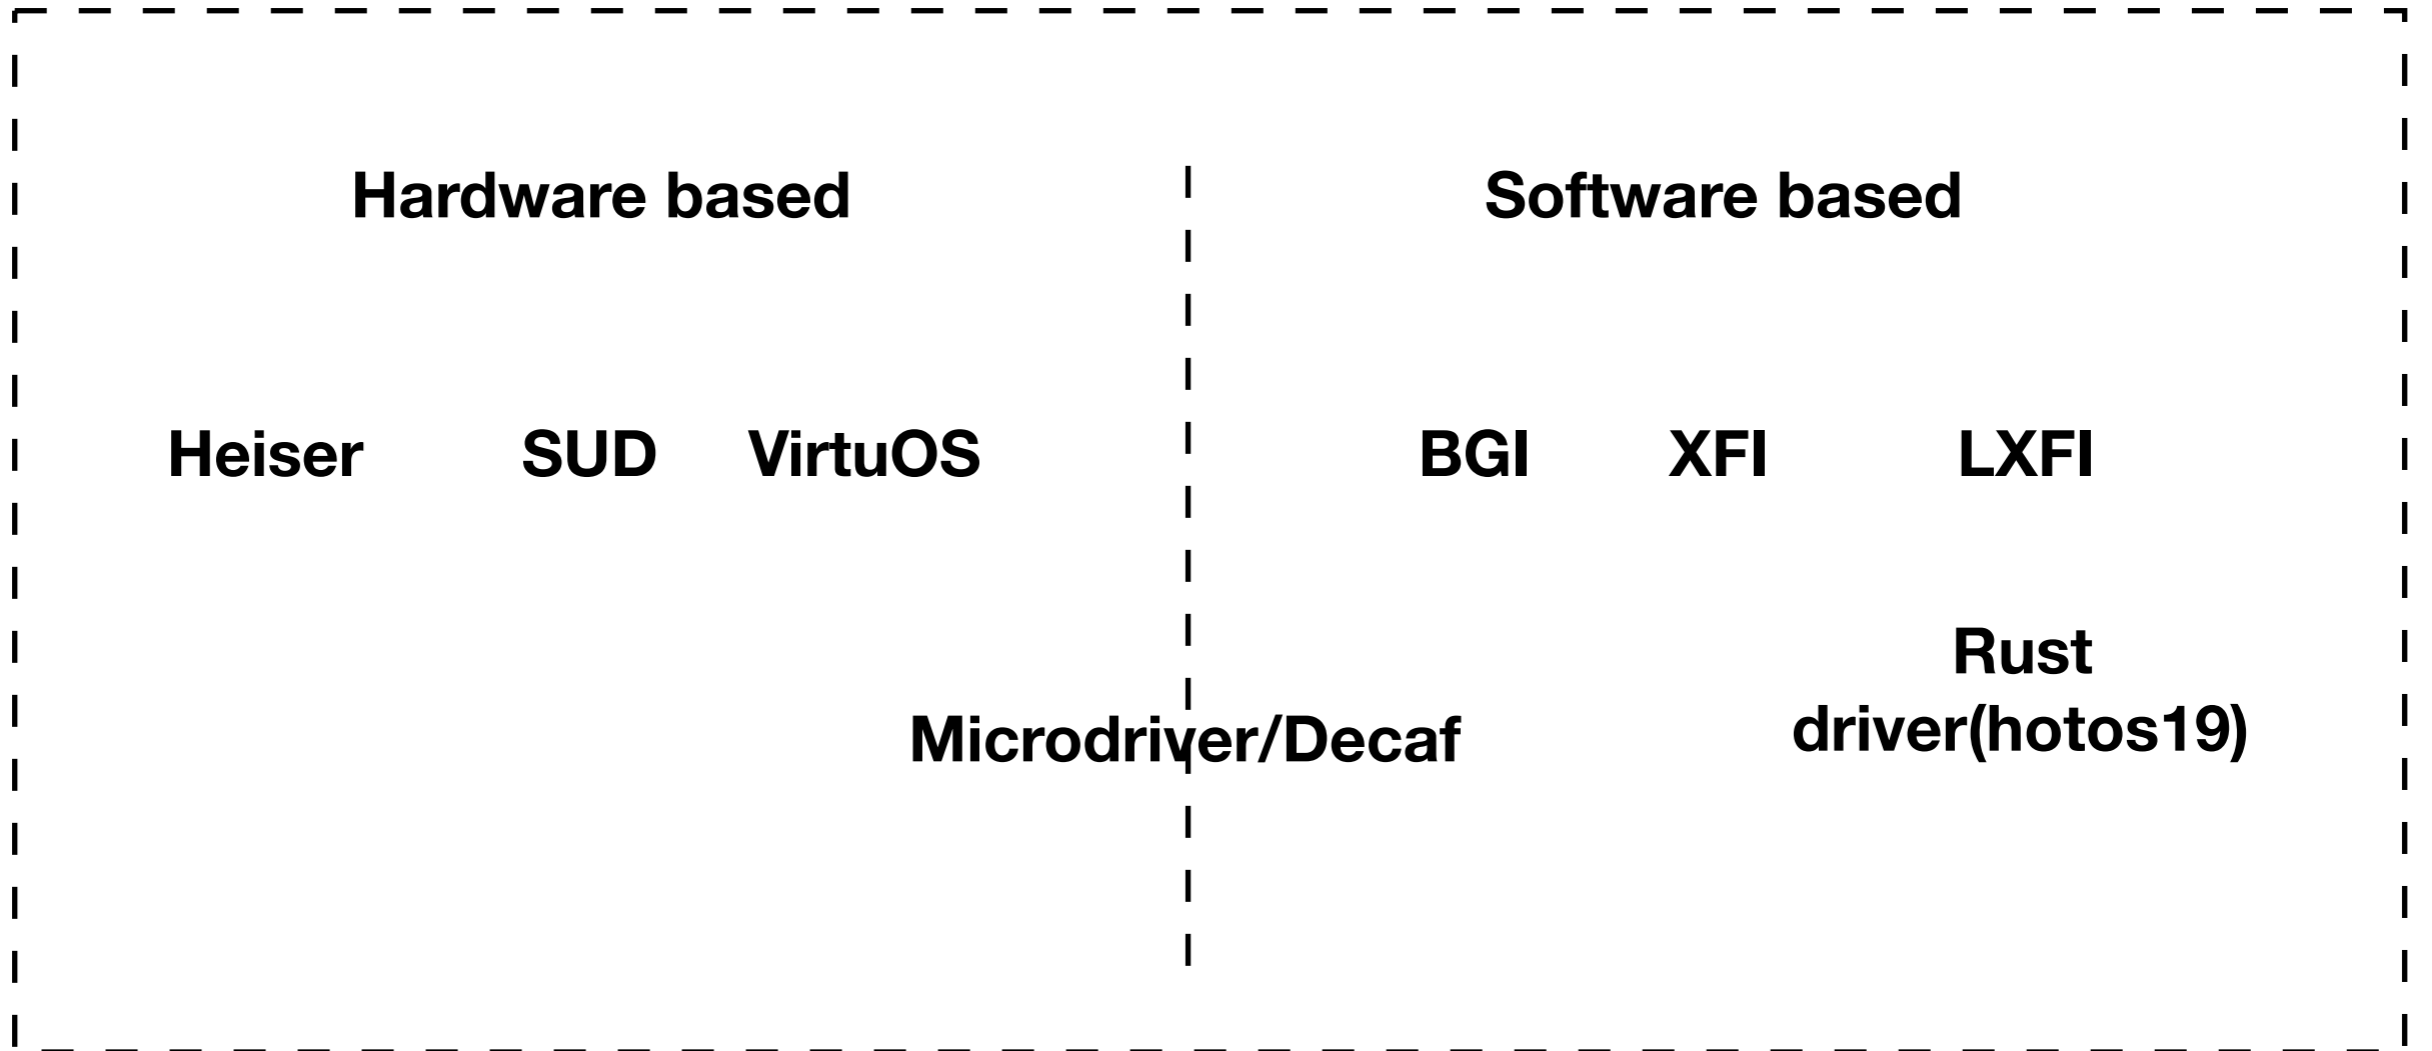 Hardware based
Software based
Heiser
SUD
VirtuOS
BGI
XFI
LXFI
Rust
driver(hotos19)
Microdriver/Decaf